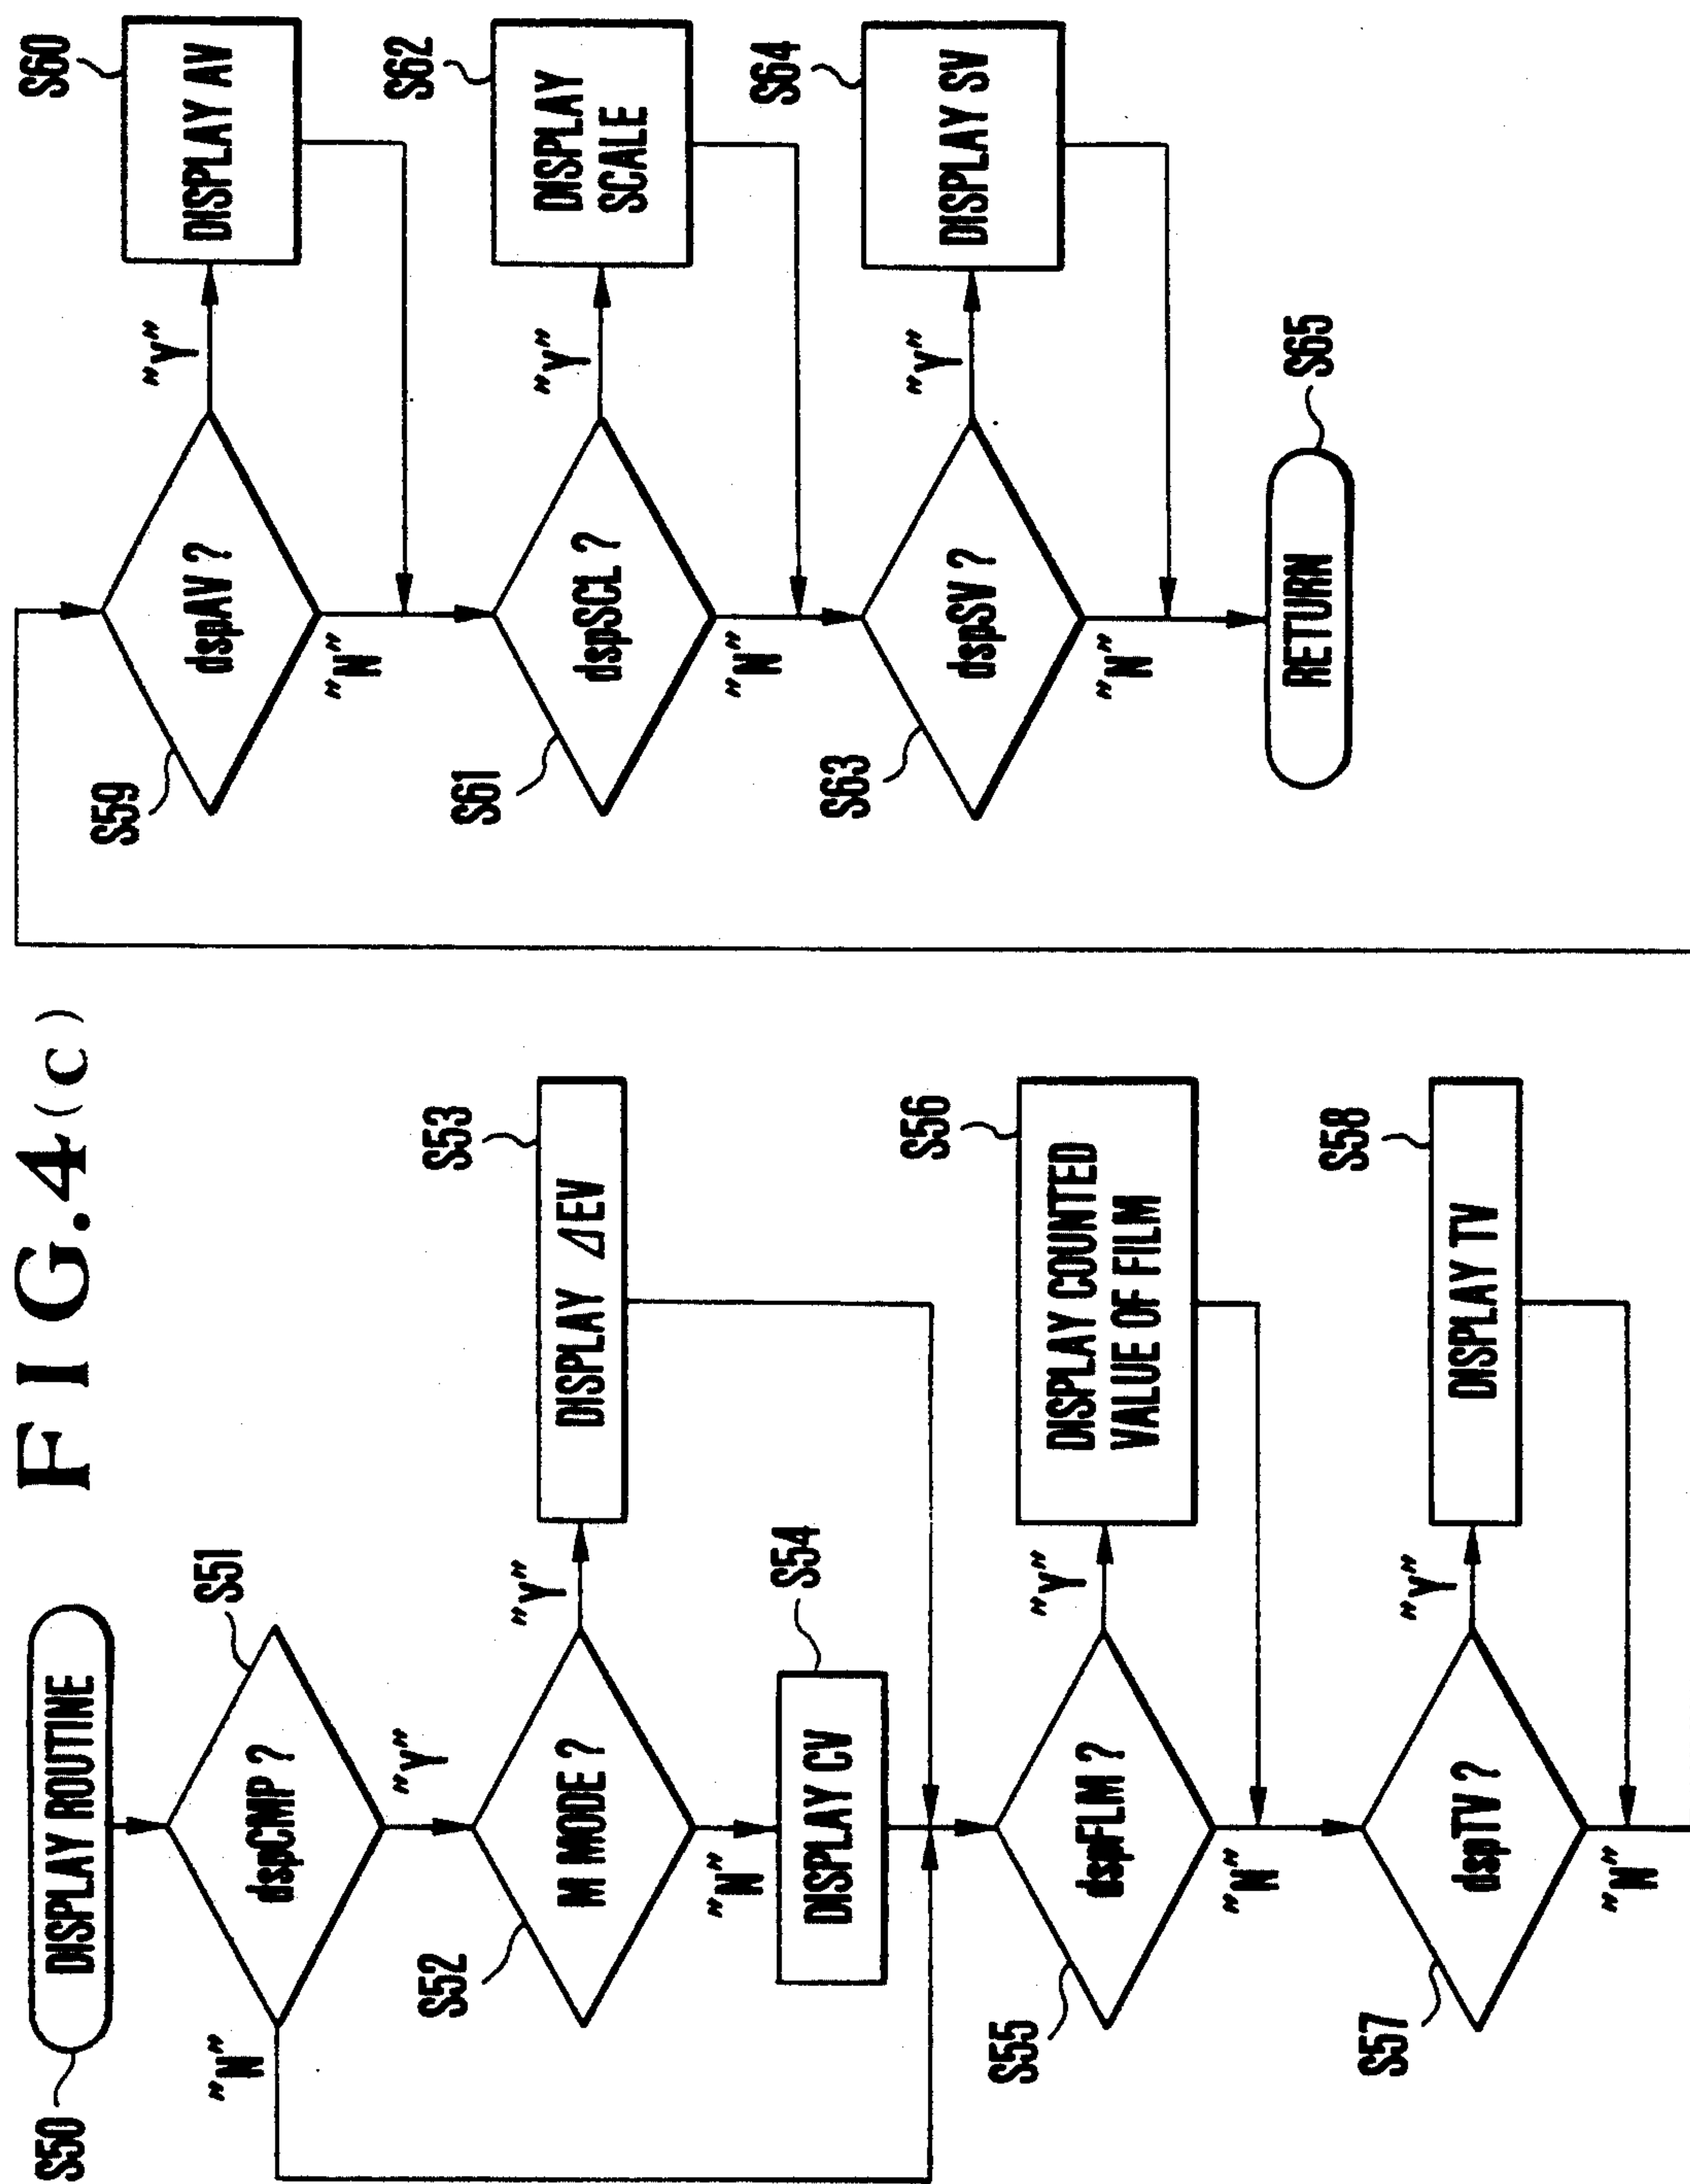 FIG.4(c)
S50
DISPLAY ROUTINE
S51
dspCMP ?
"N"
"Y"
S52
M MODE ?
"Y"
S53
DISPLAY ΔEV
"N"
S54
DISPLAY CV
S55
dspFLM ?
"Y"
S56
DISPLAY COUNTED
VALUE OF FILM
"N"
S57
dspTV ?
"Y"
S58
DISPLAY TV
"N"
S59
dspAV ?
"Y"
S60
DISPLAY AV
"N"
S61
dspSCL ?
"Y"
S62
DISPLAY
SCALE
"N"
S63
dspSV ?
"Y"
S64
DISPLAY SV
"N"
S65
RETURN